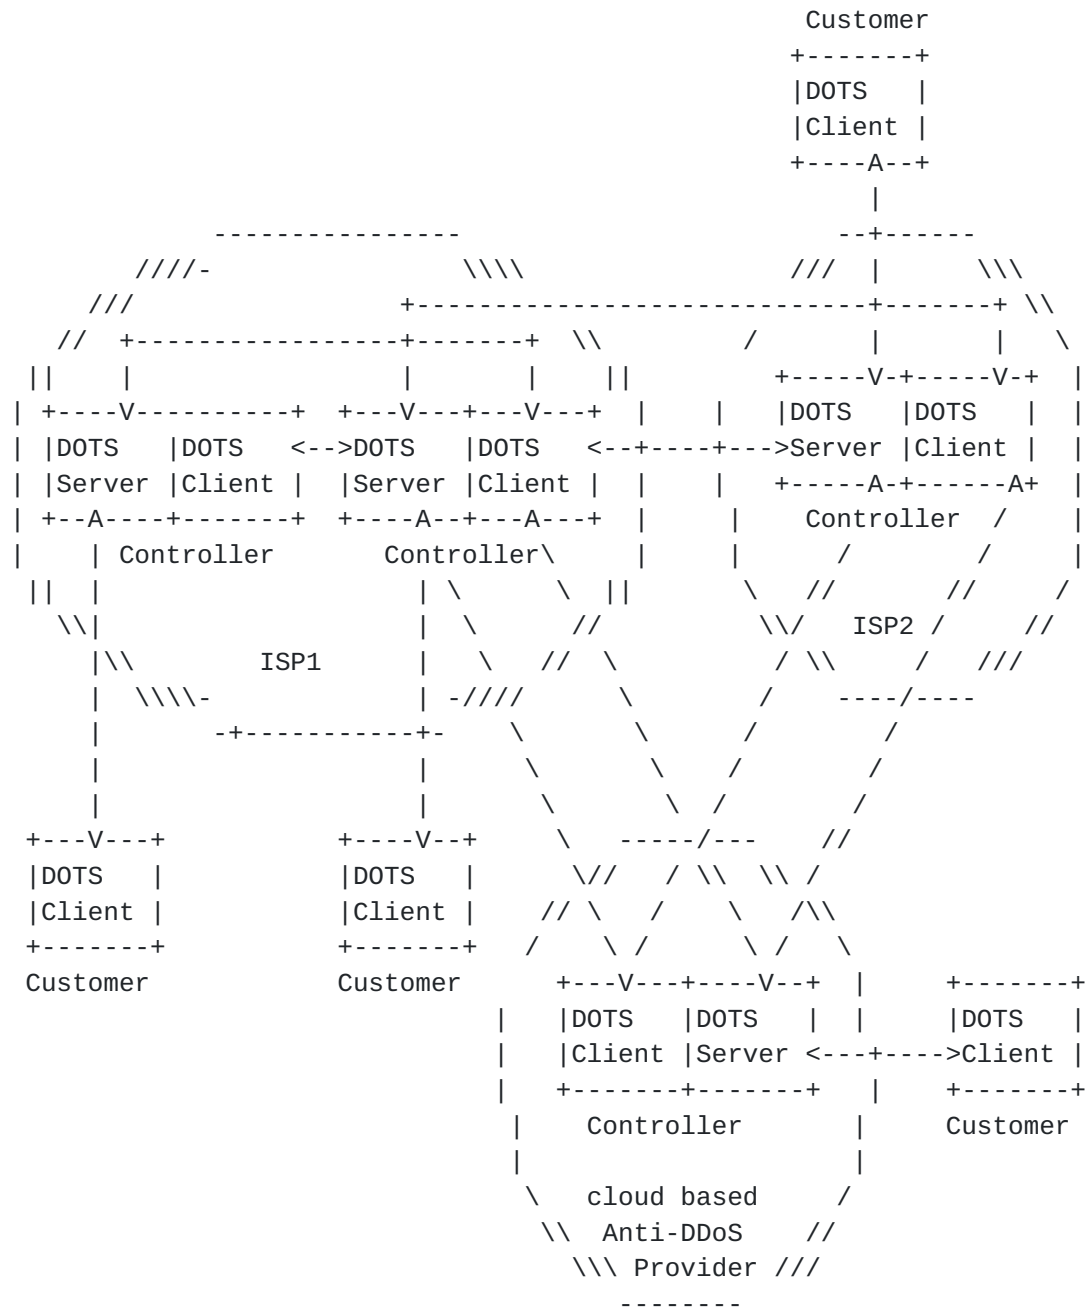 Customer
                                                  +-------+
                                                  |DOTS   |
                                                  |Client |
                                                  +----A--+
                                                       |
             ----------------                        --+------
        ////-                \\\\                 ///  |      \\\
     ///                 +-----------------------------+-------+ \\
   //  +-----------------+-------+  \\         /       |       |   \
 ||    |                 |       |    ||         +-----V-+-----V-+  |
| +----V----------+  +---V---+---V---+  |    |   |DOTS   |DOTS   |  |
| |DOTS   |DOTS   <-->DOTS   |DOTS   <--+----+--->Server |Client |  |
| |Server |Client |  |Server |Client |  |    |   +-----A-+------A+  |
| +--A----+-------+  +----A--+---A---+  |     |    Controller  /    |
|    | Controller       Controller\     |     |      /        /     |
 ||  |                    | \      \  ||       \   //       //     /
   \\|                    |  \      //          \\/   ISP2 /     //
     |\\        ISP1      |   \   //  \          / \\     /   ///
     |  \\\\-             | -////      \        /    ----/----
     |       -+-----------+-    \       \      /        /
     |                    |      \       \    /        /
     |                    |       \       \  /        /
 +---V---+           +----V--+     \   -----/---    //
 |DOTS   |           |DOTS   |      \//   / \\  \\ /
 |Client |           |Client |    // \   /    \   /\\
 +-------+           +-------+   /    \ /      \ /   \
 Customer            Customer      +---V---+----V--+  |     +-------+
                               |   |DOTS   |DOTS   |  |     |DOTS   |
                               |   |Client |Server <---+---->Client |
                               |   +-------+-------+   |    +-------+
                                |    Controller       |     Customer
                                |                     |
                                 \   cloud based     /
                                  \\  Anti-DDoS    //
                                    \\\ Provider ///
                                       --------